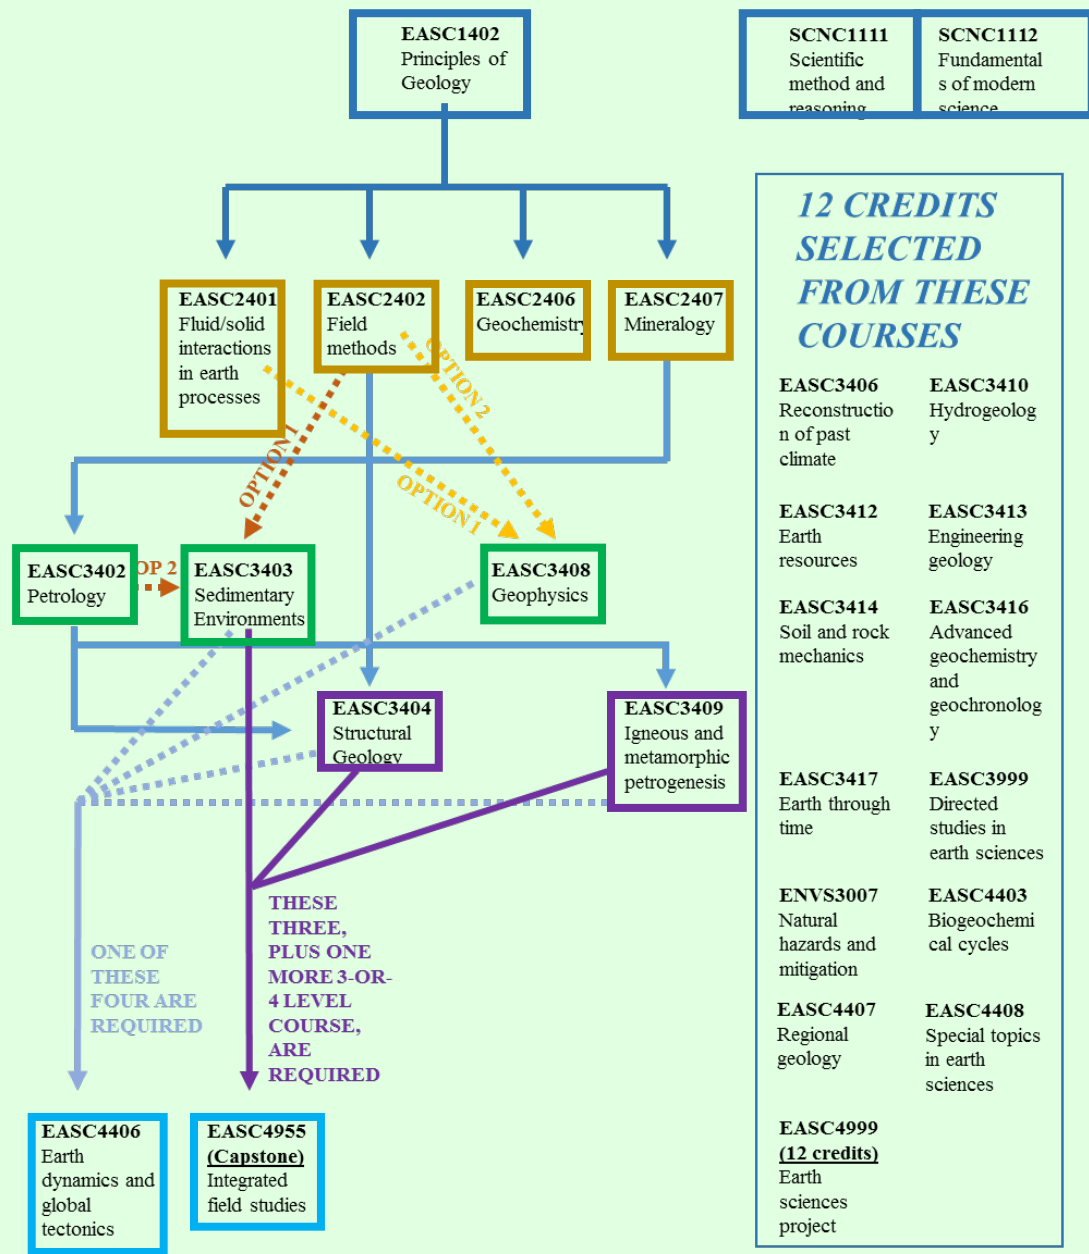 EASC1402
Principles of
Geology
SCNC1111
Scientific
method and
reasoning
SCNC1112
Fundamental
s of modern
science
12 CREDITS
SELECTED
FROM THESE
COURSES
EASC2401
Fluid/solid
interactions
in earth
processes
EASC2402
Field
methods
EASC2406
Geochemistry
EASC2407
Mineralogy
OPTION 1
OPTION 2
OPTION 1
EASC3402
Petrology
OP 2
EASC3403
Sedimentary
Environments
EASC3408
Geophysics
EASC3404
Structural
Geology
EASC3409
Igneous and
metamorphic
petrogenesis
ONE OF
THESE
FOUR ARE
REQUIRED
THESE
THREE,
PLUS ONE
MORE 3-OR-
4 LEVEL
COURSE,
ARE
REQUIRED
EASC4406
Earth
dynamics and
global
tectonics
EASC4955
(Capstone)
Integrated
field studies
EASC3406
Reconstructio
n of past
climate
EASC3410
Hydrogeolog
y
EASC3412
Earth
resources
EASC3413
Engineering
geology
EASC3414
Soil and rock
mechanics
EASC3416
Advanced
geochemistry
and
geochronolog
y
EASC3417
Earth through
time
EASC3999
Directed
studies in
earth sciences
ENVS3007
Natural
hazards and
mitigation
EASC4403
Biogeochemi
cal cycles
EASC4407
Regional
geology
EASC4408
Special topics
in earth
sciences
EASC4999
(12 credits)
Earth
sciences
project